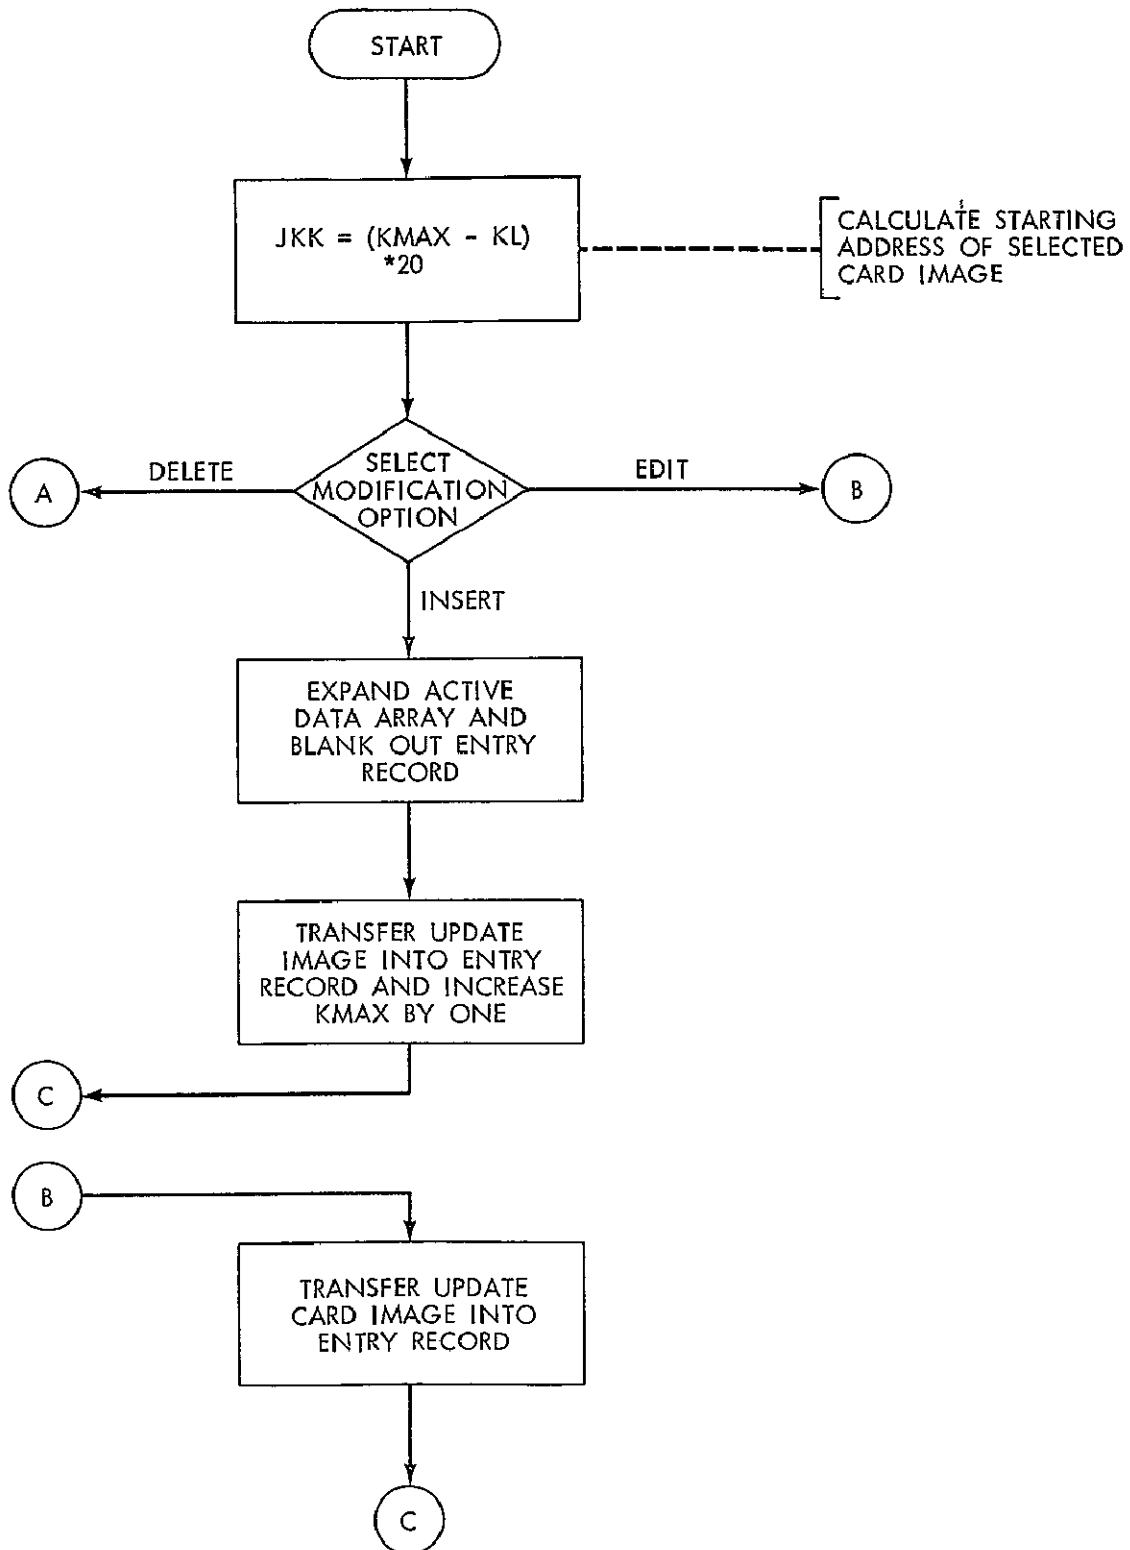 START
JKK = (KMAX - KL)
*20
CALCULATE STARTING
ADDRESS OF SELECTED
CARD IMAGE
A
DELETE
SELECT
MODIFICATION
OPTION
EDIT
B
INSERT
EXPAND ACTIVE
DATA ARRAY AND
BLANK OUT ENTRY
RECORD
TRANSFER UPDATE
IMAGE INTO ENTRY
RECORD AND INCREASE
KMAX BY ONE
C
B
TRANSFER UPDATE
CARD IMAGE INTO
ENTRY RECORD
C